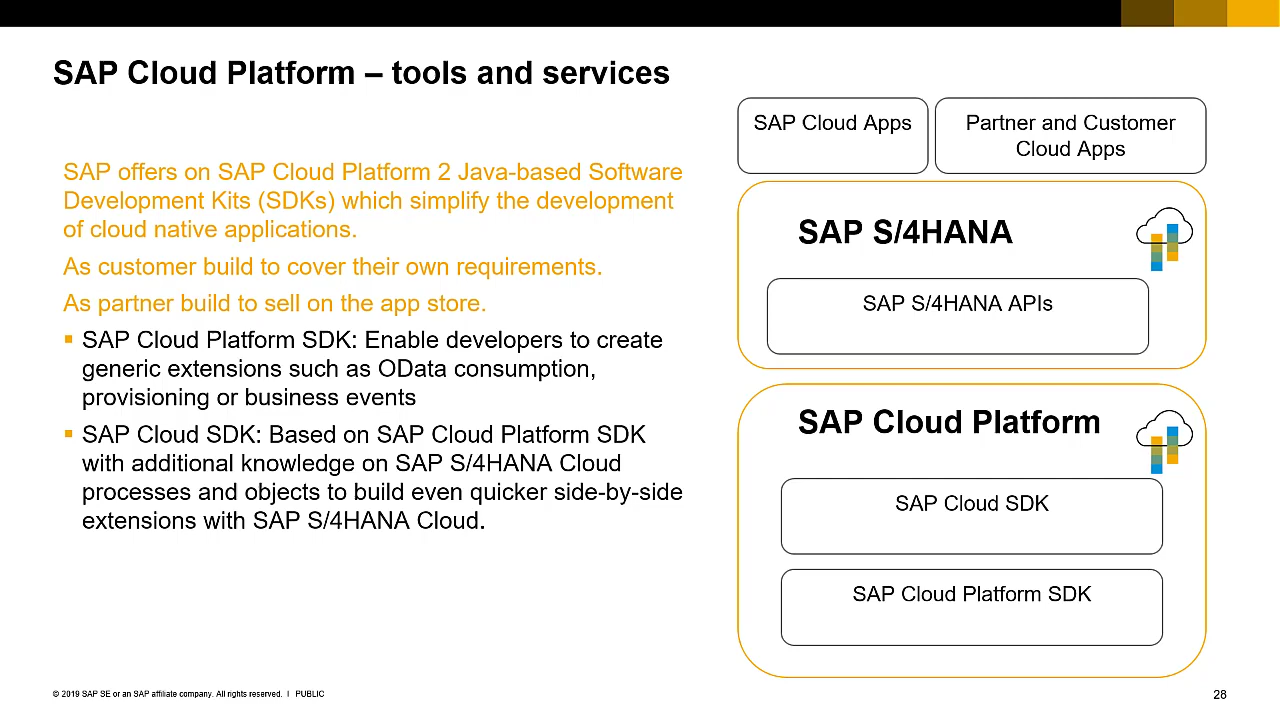 SAP Cloud Platform – tools and services
SAP offers on SAP Cloud Platform 2 Java-based Software
Development Kits (SDKs) which simplify the development
of cloud native applications.
As customer build to cover their own requirements.
As partner build to sell on the app store.
▪ SAP Cloud Platform SDK: Enable developers to create
generic extensions such as OData consumption,
provisioning or business events
▪ SAP Cloud SDK: Based on SAP Cloud Platform SDK
with additional knowledge on SAP S/4HANA Cloud
processes and objects to build even quicker side-by-side
extensions with SAP S/4HANA Cloud.
SAP Cloud Apps
Partner and Customer
Cloud Apps
SAP S/4HANA
SAP S/4HANA APIs
SAP Cloud Platform
SAP Cloud SDK
SAP Cloud Platform SDK
© 2019 SAP SE or an SAP affiliate company. All rights reserved. ǀ PUBLIC
28